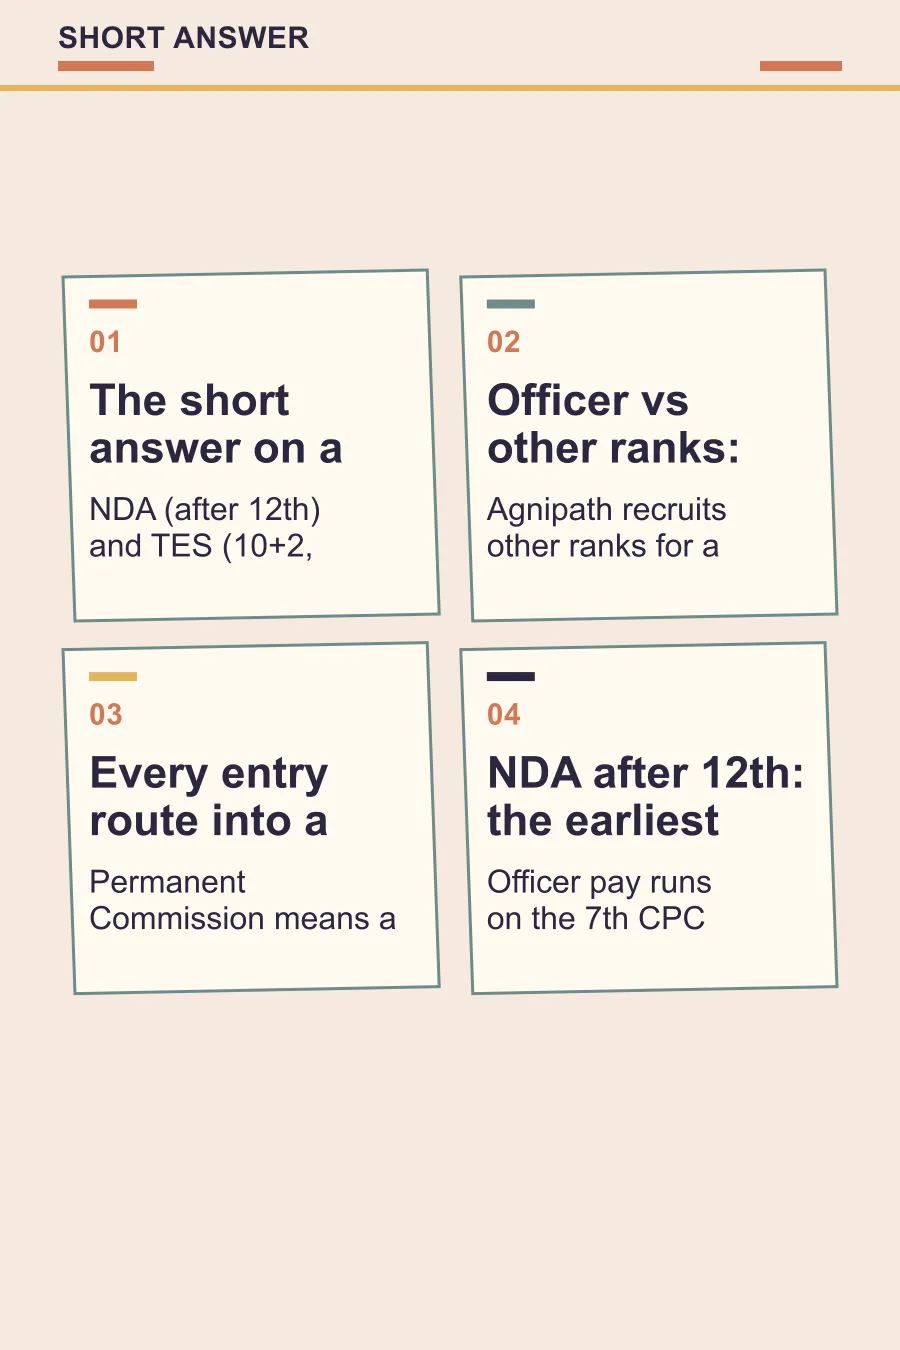 SHORT ANSWER
01
The short
answer on a
NDA (after 12th)
and TES (10+2,
02
Officer vs
other ranks:
Agnipath recruits
other ranks for a
03
Every entry
route into a
Permanent
Commission means a
04
NDA after 12th:
the earliest
Officer pay runs
on the 7th CPC